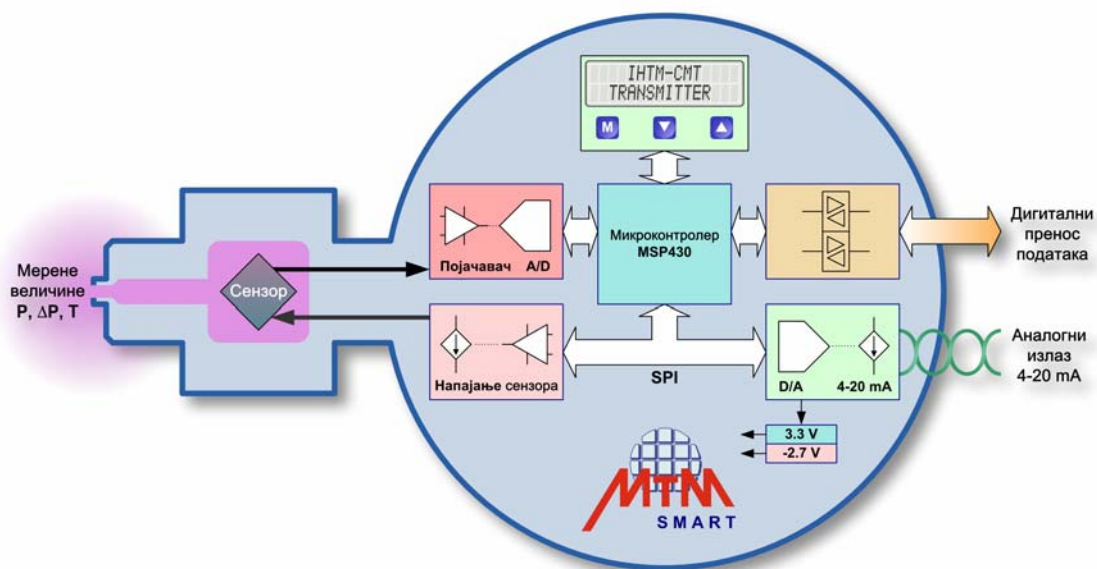 IHTM-CMT
TRANSMITTER
M
Мерене
величине
P, ΔP, T
Сензор
Појачавач A/D
Микроконтролер
MSP430
Дигитални
пренос
података
Напајање сензора
SPI
D/A 4-20 mA
Аналогни
излаз
4-20 mA
3.3 V
-2.7 V
MTM
SMART